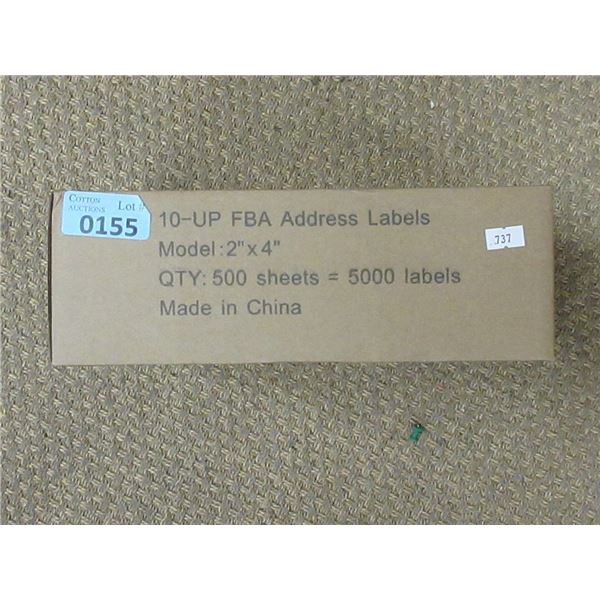 COTTON
AUCTIONS
Lot #
0155
10-UP FBA Address Labels
Model:2"x4"
QTY: 500 sheets = 5000 labels
Made in China
737